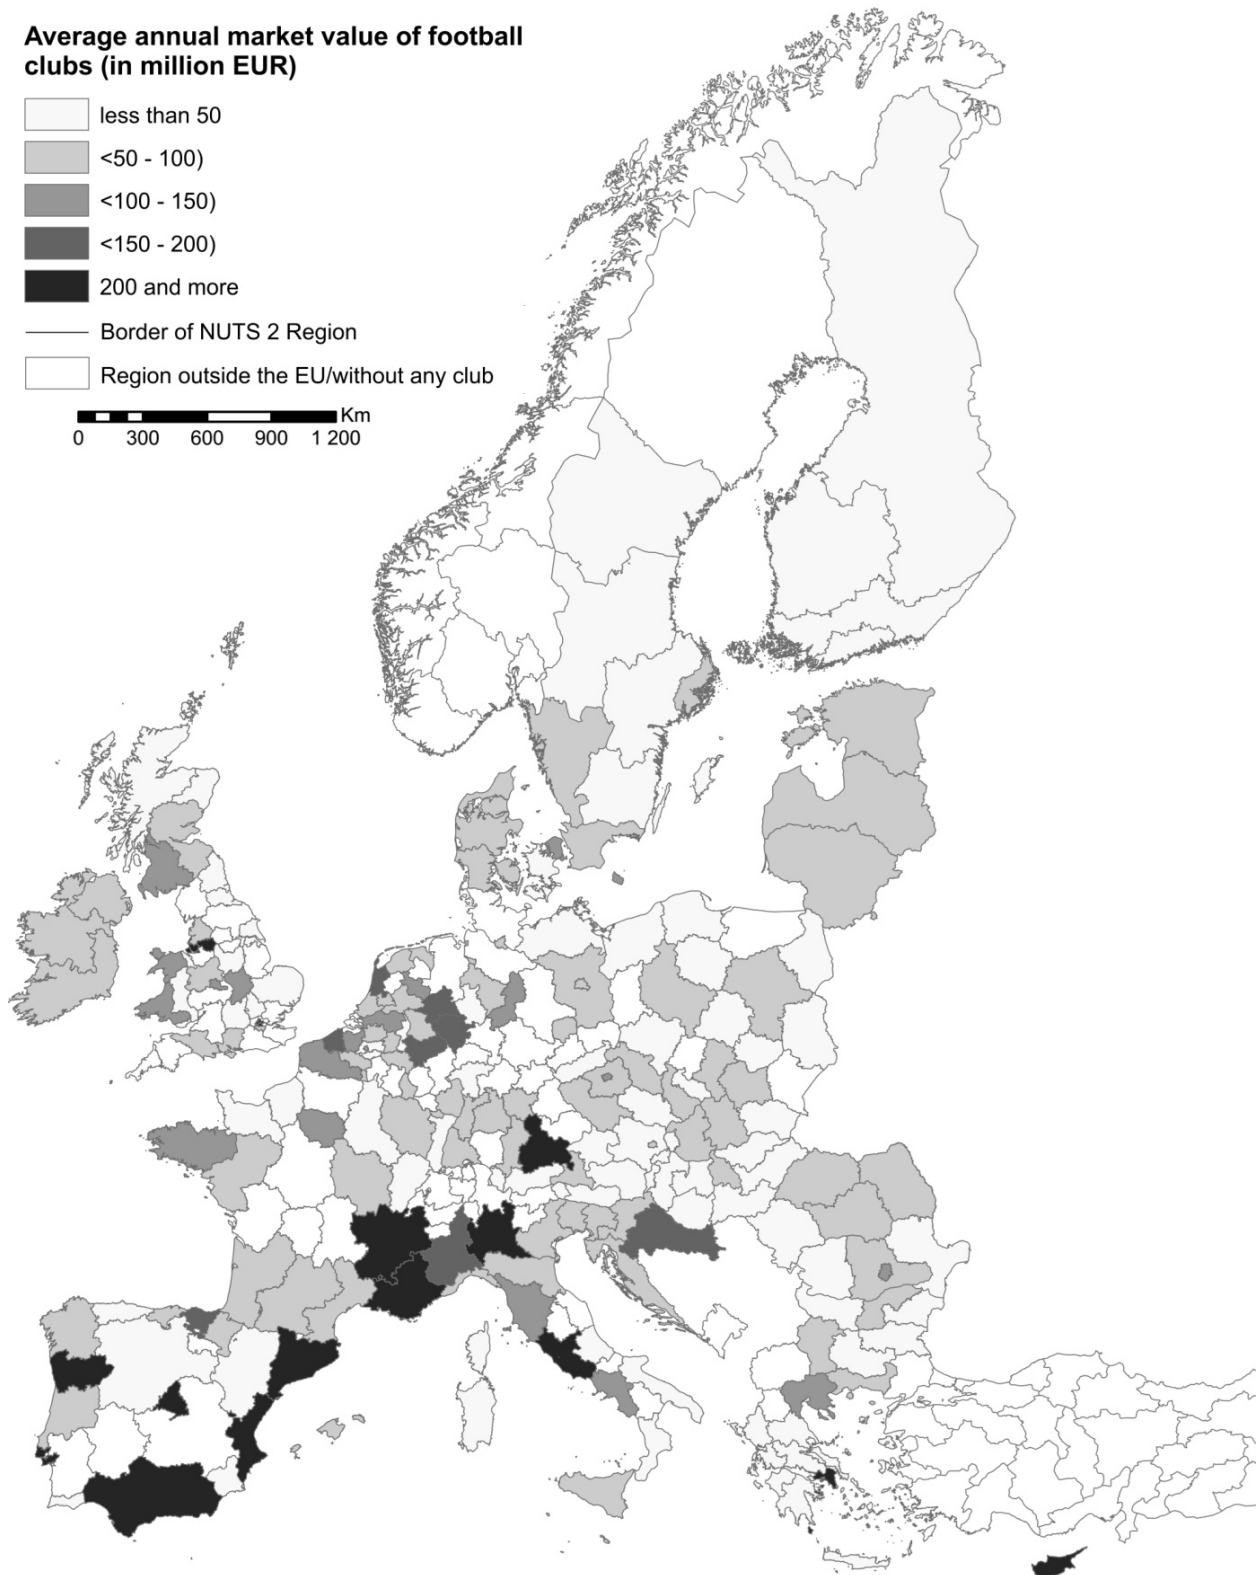 Average annual market value of football
clubs (in million EUR)
less than 50
<50 - 100)
<100 - 150)
<150 - 200)
200 and more
Border of NUTS 2 Region
Region outside the EU/without any club
Km
0 300 600 900 1 200